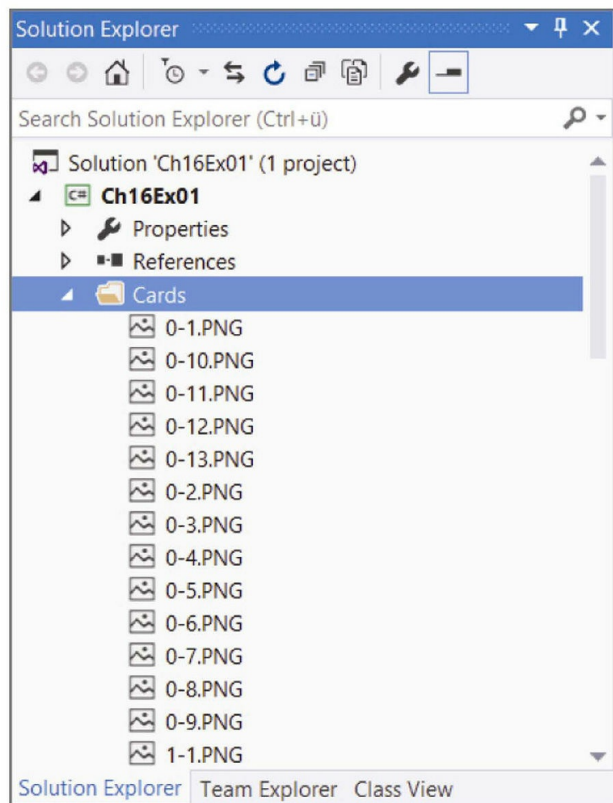 Solution Explorer
Search Solution Explorer (Ctrl+ü)
Solution 'Ch16Ex01' (1 project)
C# Ch16Ex01
Properties
References
Cards
0-1.PNG
0-10.PNG
0-11.PNG
0-12.PNG
0-13.PNG
0-2.PNG
0-3.PNG
0-4.PNG
0-5.PNG
0-6.PNG
0-7.PNG
0-8.PNG
0-9.PNG
1-1.PNG
Solution Explorer Team Explorer Class View